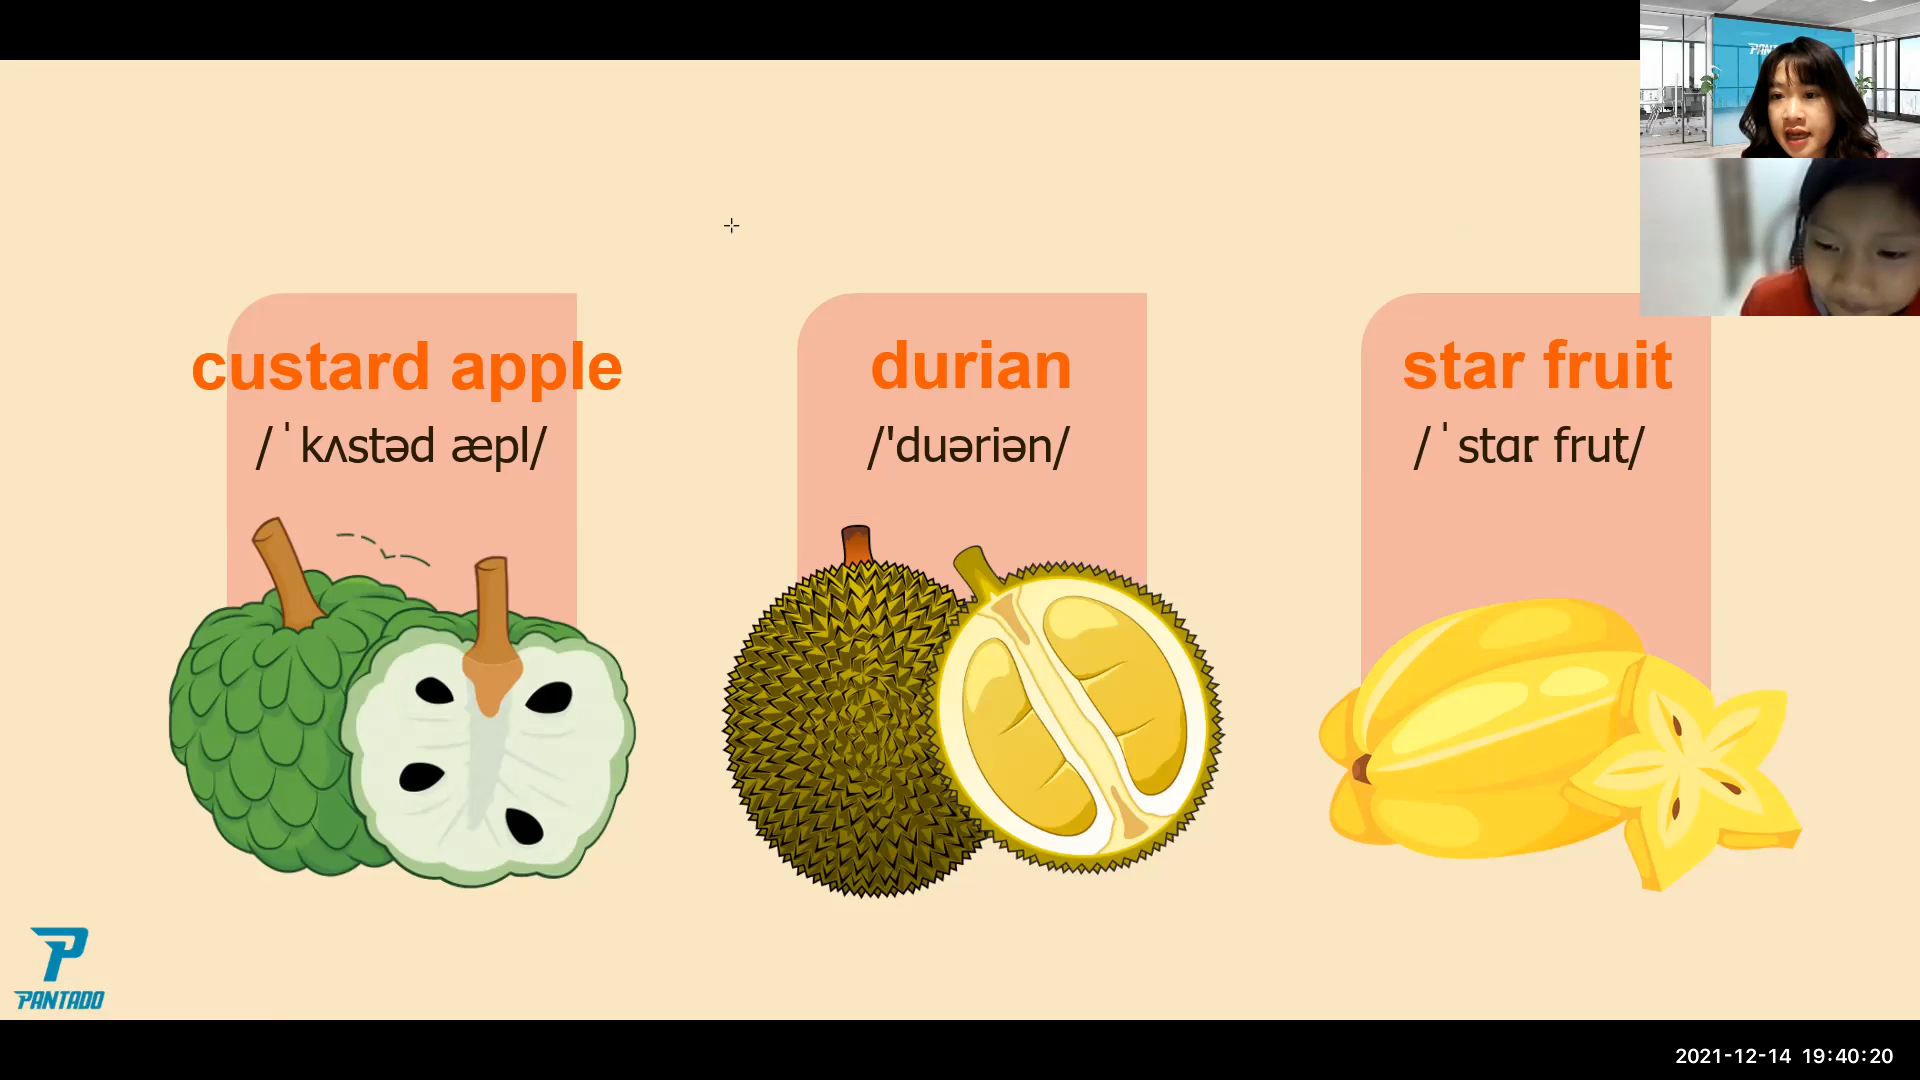 custard apple
/ˈkʌstəd æpl/
durian
/'duəriən/
star fruit
/ˈstɑr frut/
PANTADO
2021-12-14 19:40:20